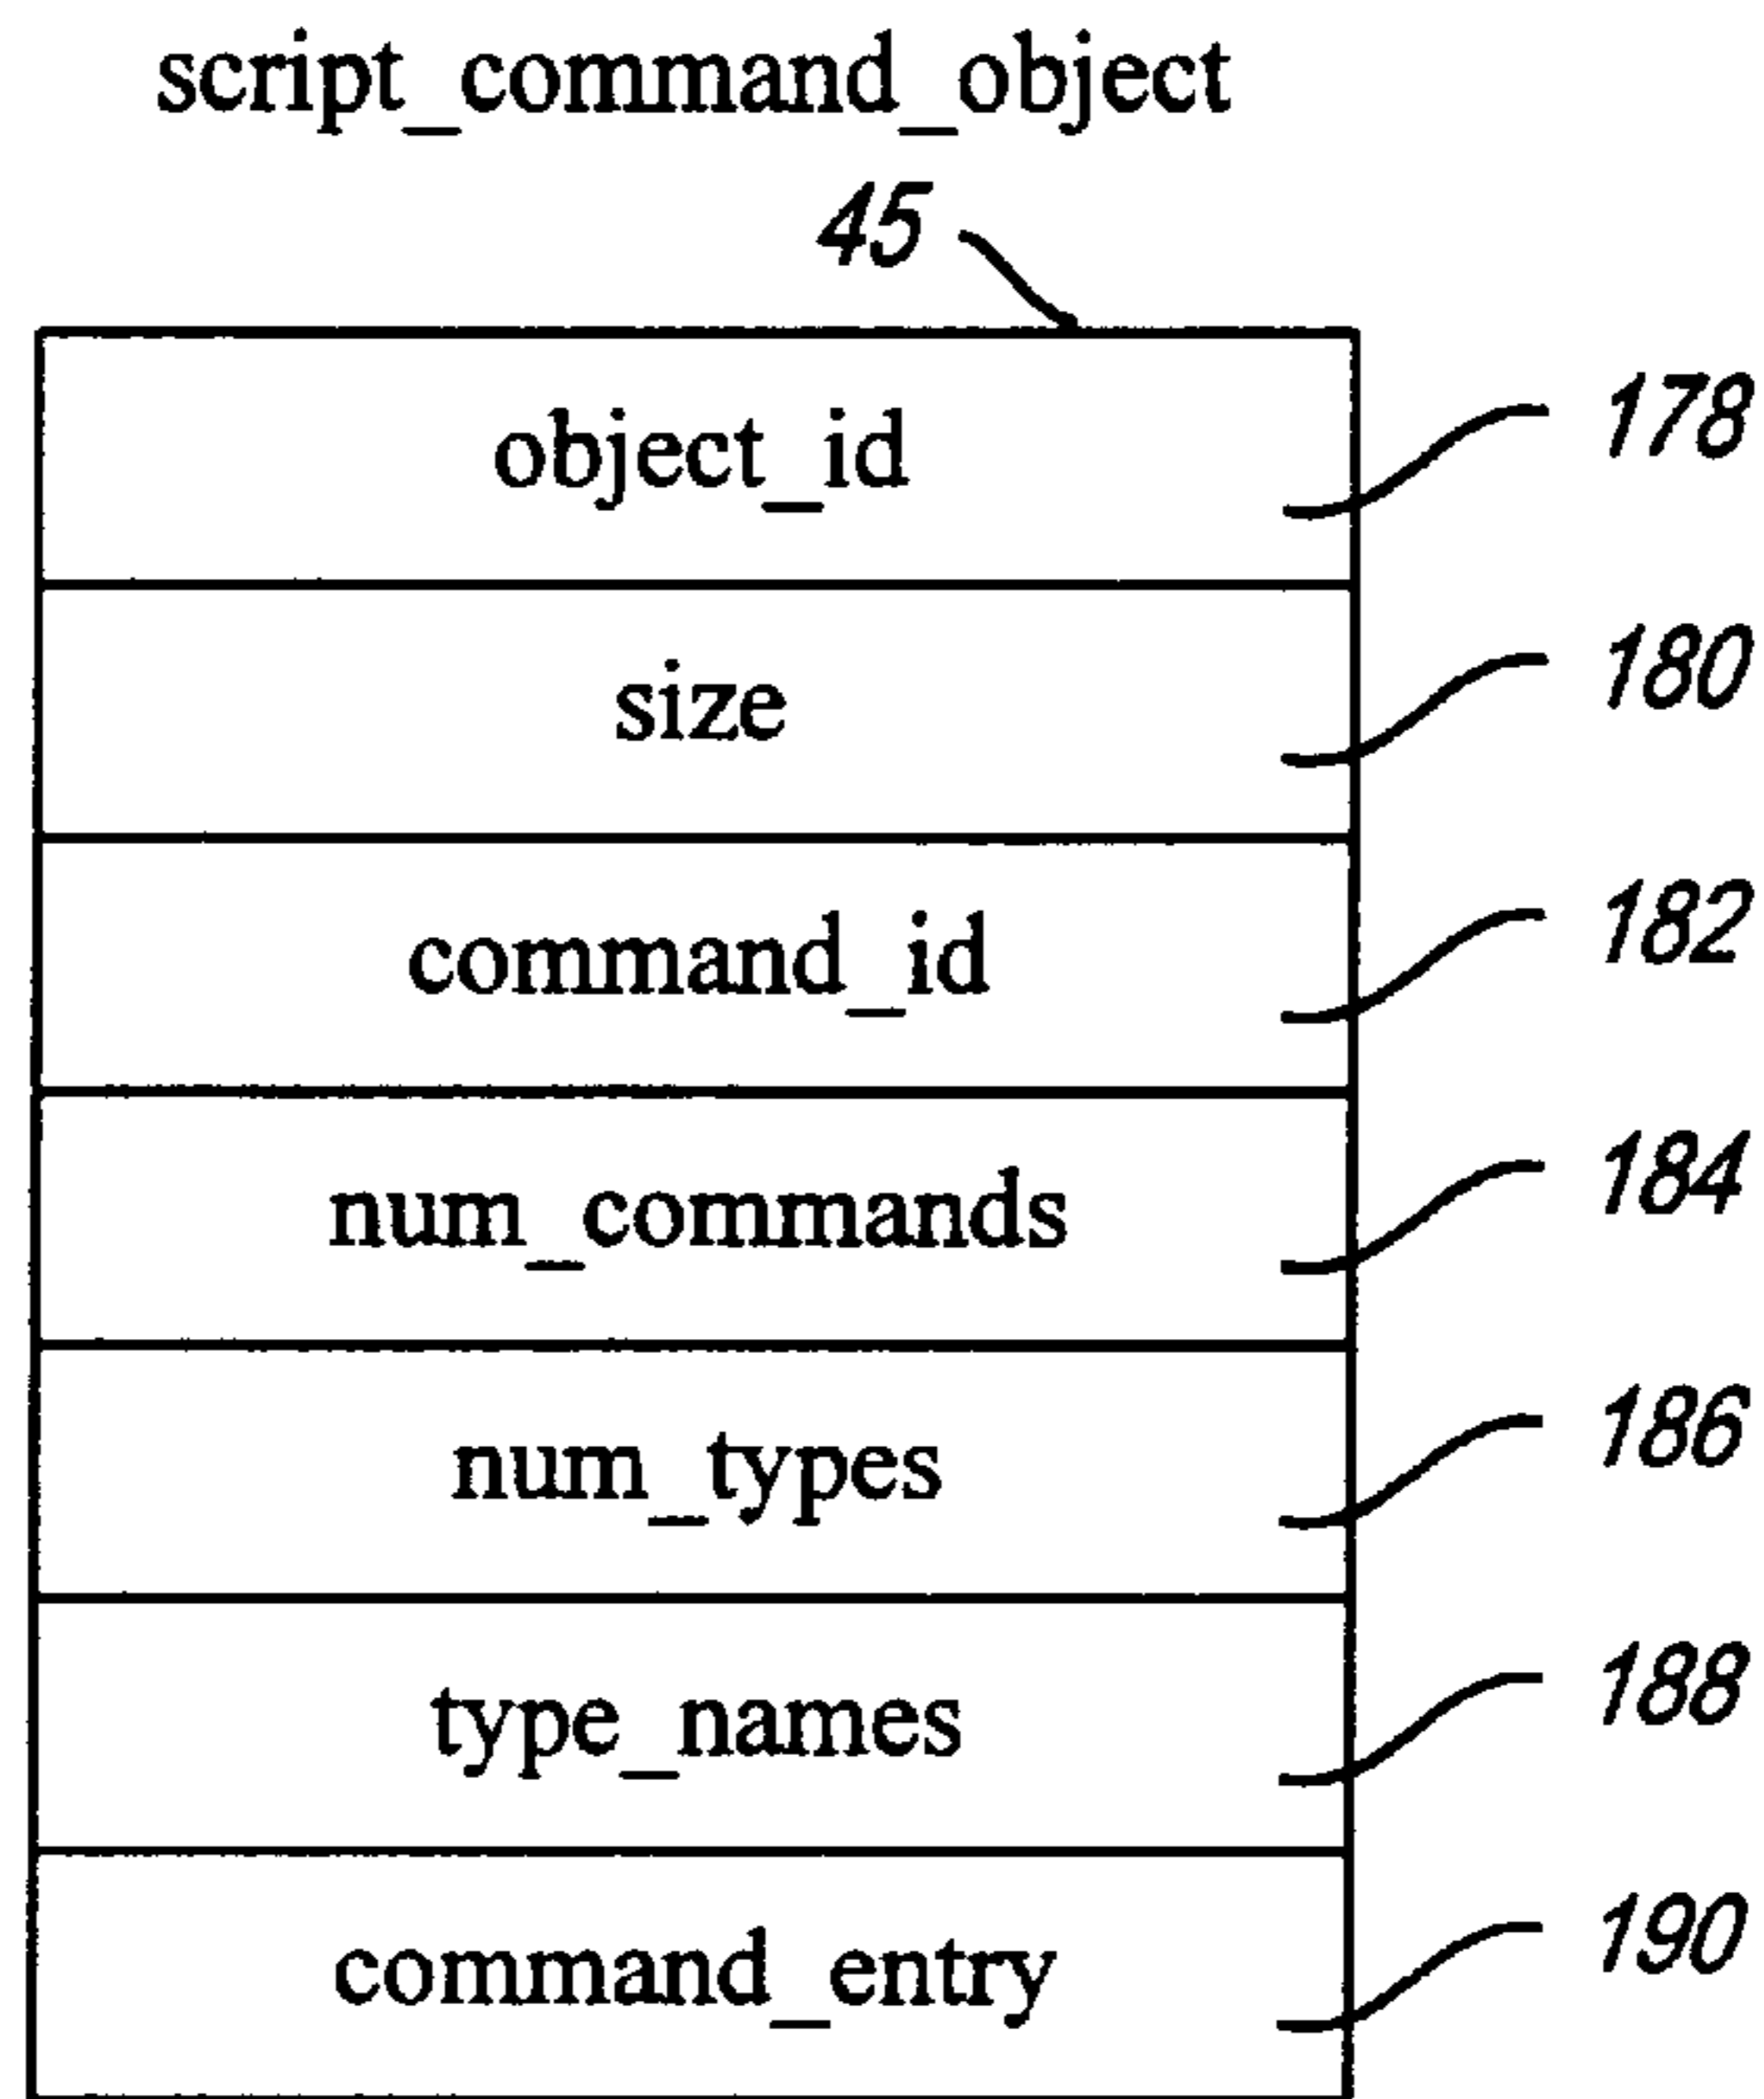 script_command_object
45
object_id
178
size
180
command_id
182
num_commands
184
num_types
186
type_names
188
command_entry
190